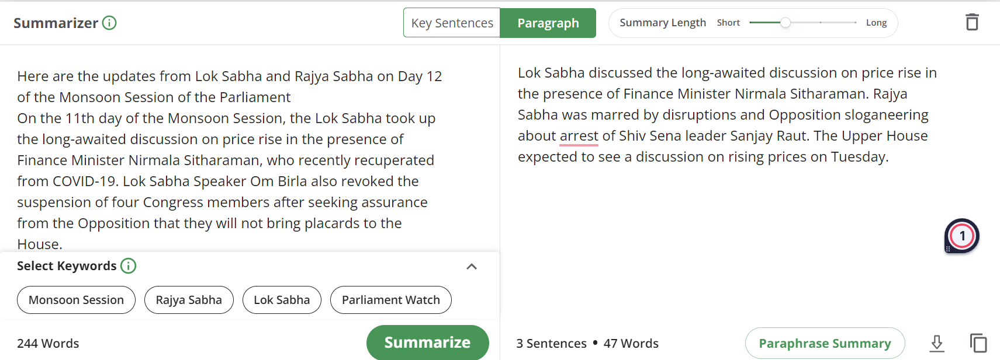 Summarizer
Key Sentences
Paragraph
Summary Length Short Long
Here are the updates from Lok Sabha and Rajya Sabha on Day 12
of the Monsoon Session of the Parliament
On the 11th day of the Monsoon Session, the Lok Sabha took up
the long-awaited discussion on price rise in the presence of
Finance Minister Nirmala Sitharaman, who recently recuperated
from COVID-19. Lok Sabha Speaker Om Birla also revoked the
suspension of four Congress members after seeking assurance
from the Opposition that they will not bring placards to the
House.
Select Keywords
Monsoon Session
Rajya Sabha
Lok Sabha
Parliament Watch
244 Words
Summarize
Lok Sabha discussed the long-awaited discussion on price rise in
the presence of Finance Minister Nirmala Sitharaman. Rajya
Sabha was marred by disruptions and Opposition sloganeering
about arrest of Shiv Sena leader Sanjay Raut. The Upper House
expected to see a discussion on rising prices on Tuesday.
1
3 Sentences • 47 Words
Paraphrase Summary